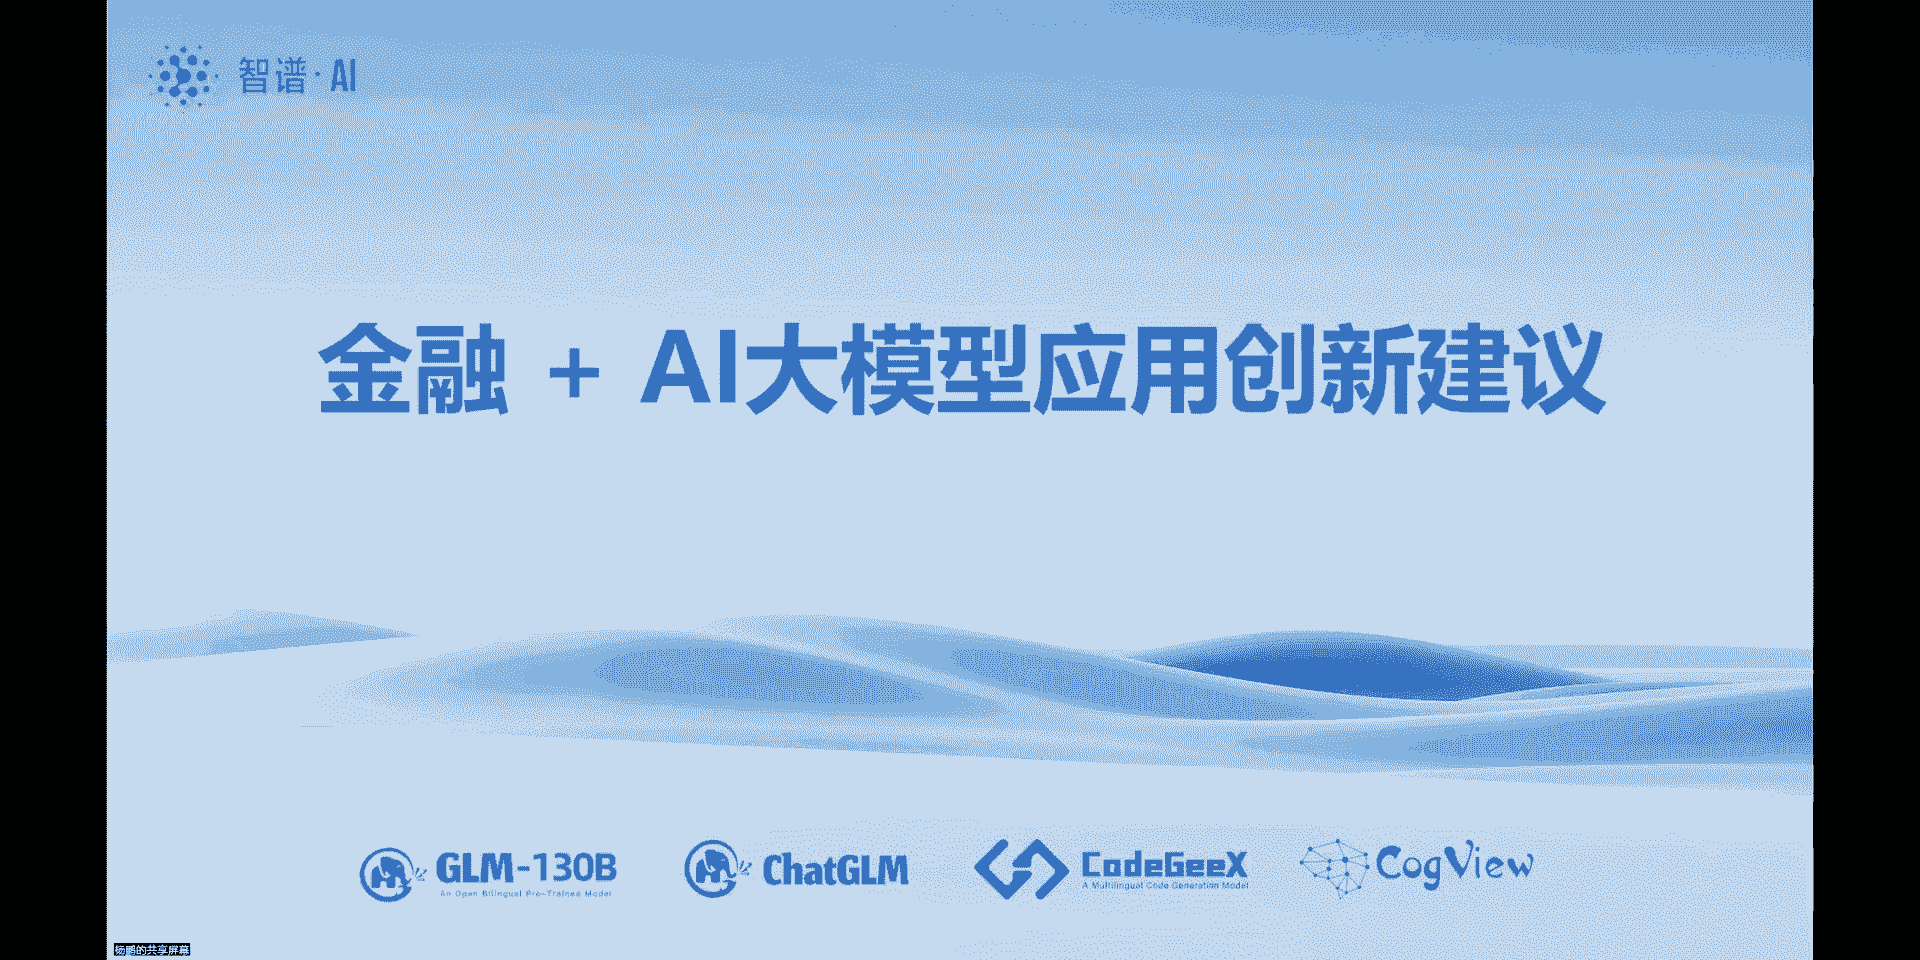 智谱·AI
金融 + AI大模型应用创新建议
GLM-130B
An Open Bilingual Pre-Trained Model
ChatGLM
CodeGeeX
A Multilingual Code Generation Model
CogView
杨鹏的共享屏幕